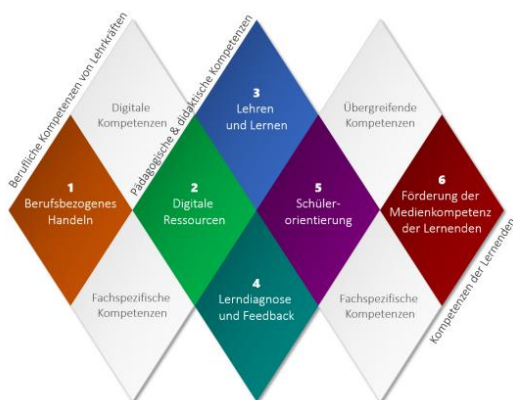 Berufliche Kompetenzen von Lehrkräften
Pädagogische & didaktische Kompetenzen
Digitale
Kompetenzen
3
Lehren
und Lernen
Übergreifende
Kompetenzen
1
Berufsbezogenes
Handeln
2
Digitale
Ressourcen
5
Schüler-
orientierung
6
Förderung der
Medienkompetenz
der Lernenden
Fachspezifische
Kompetenzen
4
Lerndiagnose
und Feedback
Fachspezifische
Kompetenzen
Kompetenzen der Lernenden